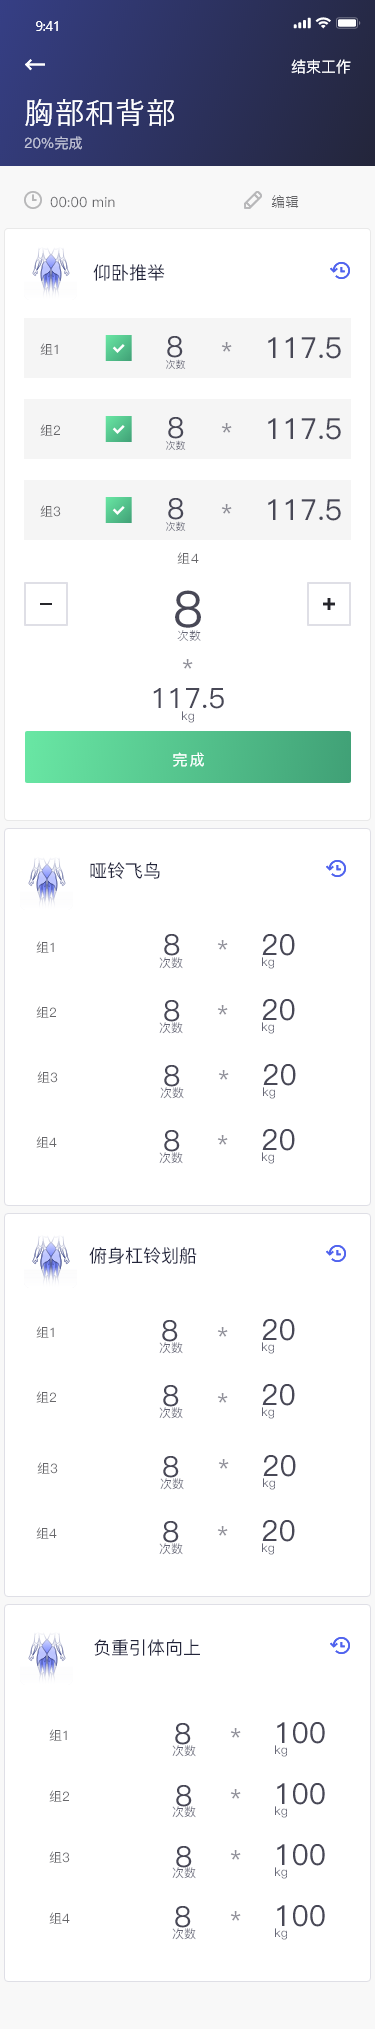 9:41
结束工作
胸部和背部
20%完成
00:00 min 编辑
仰卧推举
组1 8 * 117.5
次数
组2 8 * 117.5
次数
组3 8 * 117.5
次数
组4
− 8 +
次数
*
117.5
kg
完成
哑铃飞鸟
组1 8 * 20
次数 kg
组2 8 * 20
次数 kg
组3 8 * 20
次数 kg
组4 8 * 20
次数 kg
俯身杠铃划船
组1 8 * 20
次数 kg
组2 8 * 20
次数 kg
组3 8 * 20
次数 kg
组4 8 * 20
次数 kg
负重引体向上
组1 8 * 100
次数 kg
组2 8 * 100
次数 kg
组3 8 * 100
次数 kg
组4 8 * 100
次数 kg